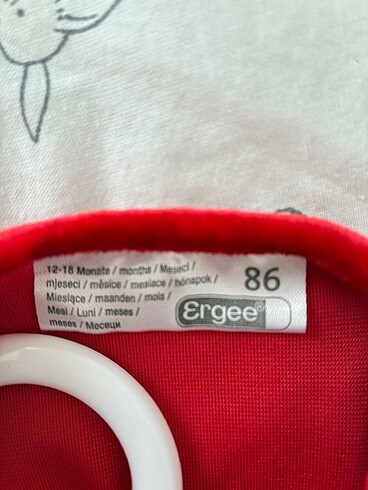 12-18 Monate / months / Meseci /
mjeseci / měsíce / mesiace / hónapok /
Miesiące / maanden / mois /
Mesi / Luni / meses /
meses / Месеци
86
Ergee®